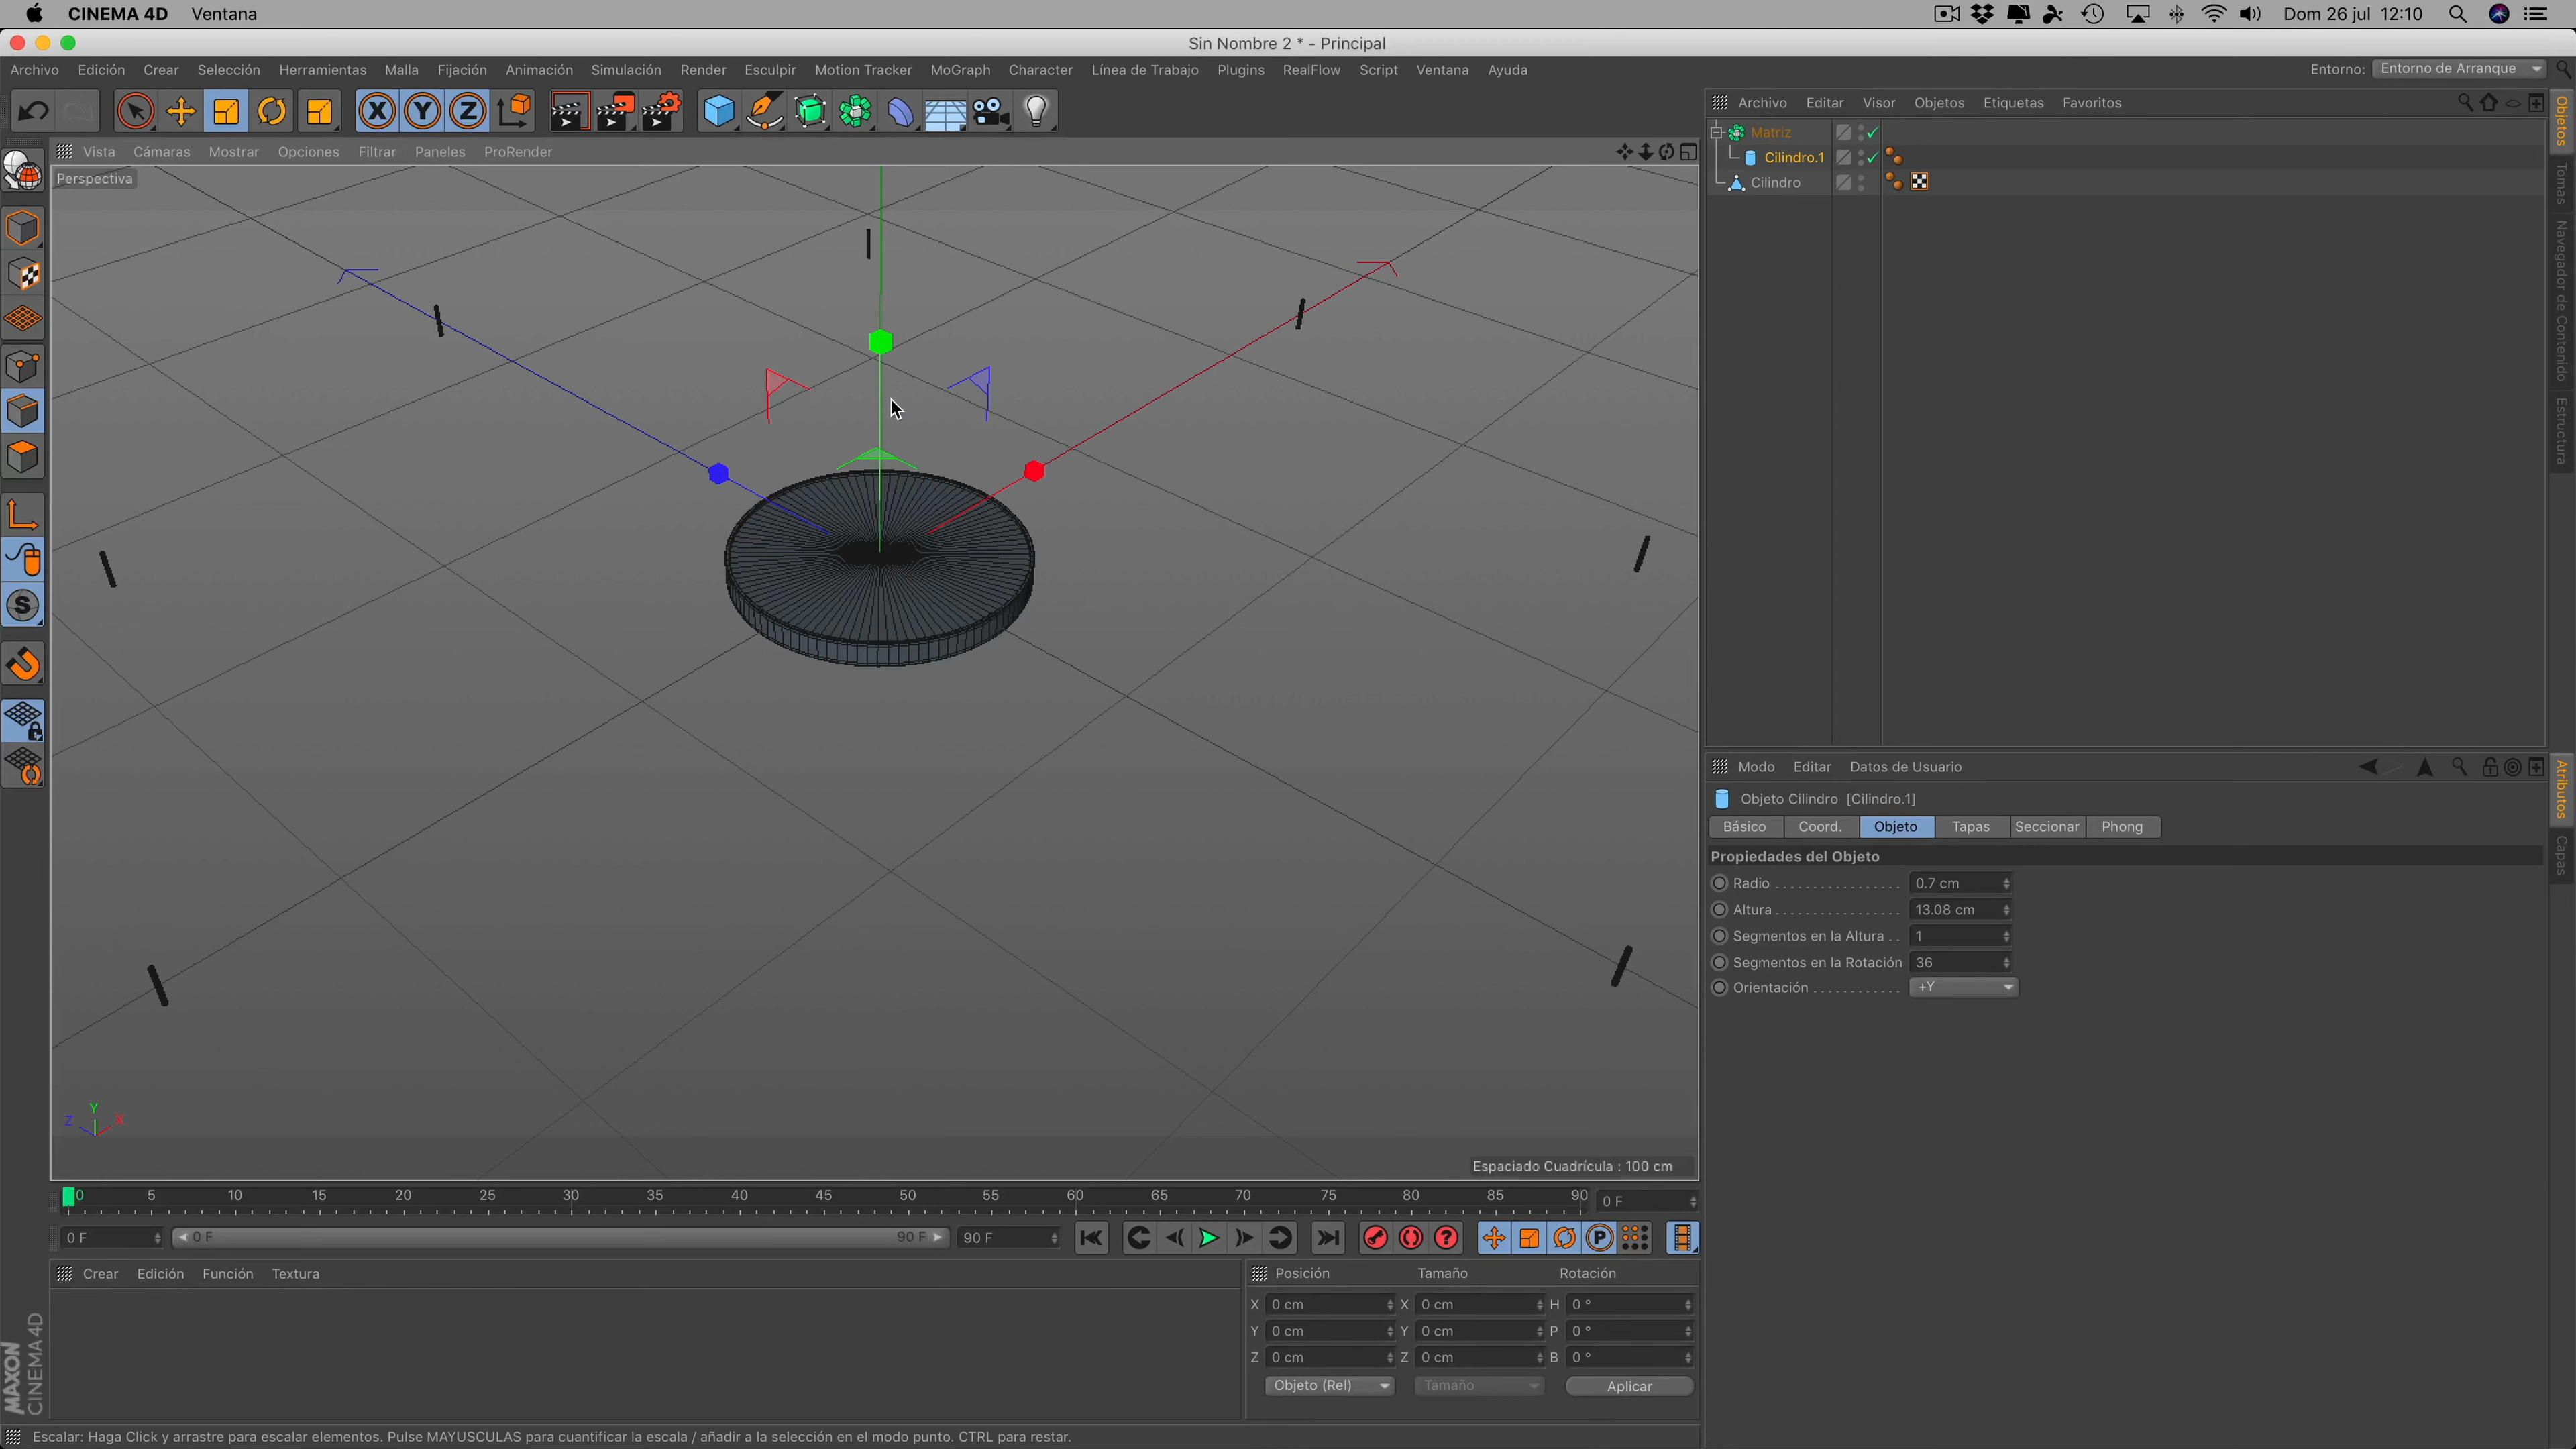 CINEMA 4D Ventana
Dom 26 jul 12:10
Sin Nombre 2 * - Principal
Archivo Edición Crear Selección Herramientas Malla Fijación Animación Simulación Render Esculpir Motion Tracker MoGraph Character Línea de Trabajo Plugins RealFlow Script Ventana Ayuda
Entorno: Entorno de Arranque
X Y Z
Archivo Editar Visor Objetos Etiquetas Favoritos
Objetos
Tomas
Navegador de Contenido
Estructura
Vista Cámaras Mostrar Opciones Filtrar Paneles ProRender
Perspectiva
Matriz
Cilindro.1
Cilindro
S
Y
Z X
Espaciado Cuadrícula : 100 cm
Modo Editar Datos de Usuario
Atributos
Capas
Objeto Cilindro [Cilindro.1]
Básico Coord. Objeto Tapas Seccionar Phong
Propiedades del Objeto
Radio . . . . . . . . . . . . . . . . . 0.7 cm
Altura . . . . . . . . . . . . . . . . . 13.08 cm
Segmentos en la Altura . . 1
Segmentos en la Rotación 36
Orientación . . . . . . . . . . . . +Y
0 5 10 15 20 25 30 35 40 45 50 55 60 65 70 75 80 85 90 0 F
0 F 0 F 90 F 90 F
P
Crear Edición Función Textura
Posición Tamaño Rotación
X 0 cm X 0 cm H 0 °
Y 0 cm Y 0 cm P 0 °
Z 0 cm Z 0 cm B 0 °
Objeto (Rel) Tamaño Aplicar
MAXON
CINEMA 4D
Escalar: Haga Click y arrastre para escalar elementos. Pulse MAYUSCULAS para cuantificar la escala / añadir a la selección en el modo punto. CTRL para restar.